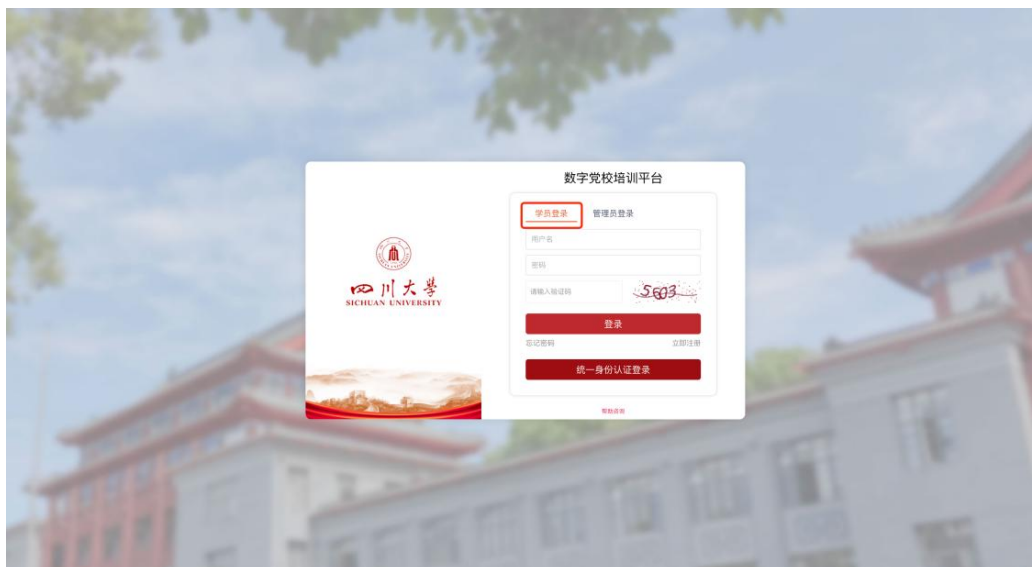 数字党校培训平台
学员登录 管理员登录
用户名
密码
四川大學
SICHUAN UNIVERSITY
请输入验证码 5603
登录
忘记密码 立即注册
统一身份认证登录
帮助咨询